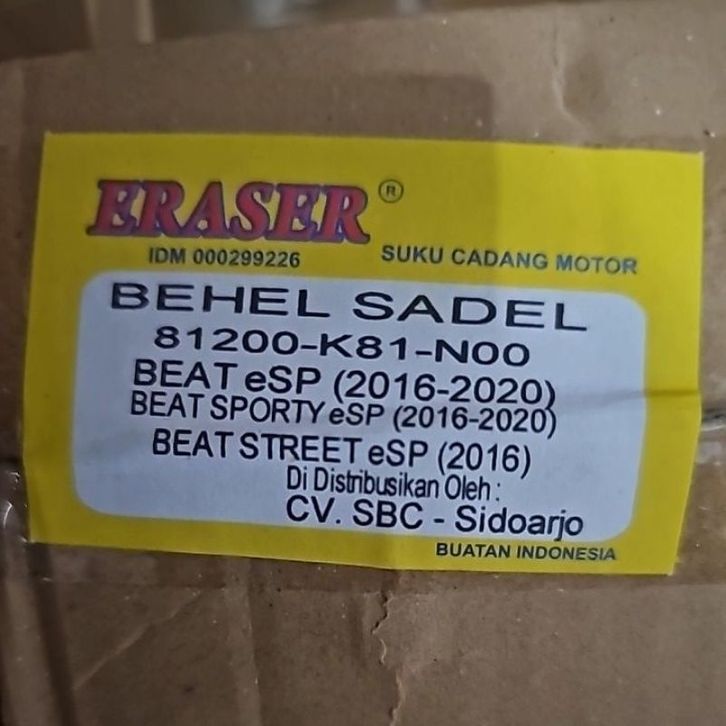 ERASER ®
IDM 000299226
SUKU CADANG MOTOR
BEHEL SADEL
81200-K81-N00
BEAT eSP (2016-2020)
BEAT SPORTY eSP (2016-2020)
BEAT STREET eSP (2016)
Di Distribusikan Oleh :
CV. SBC - Sidoarjo
BUATAN INDONESIA